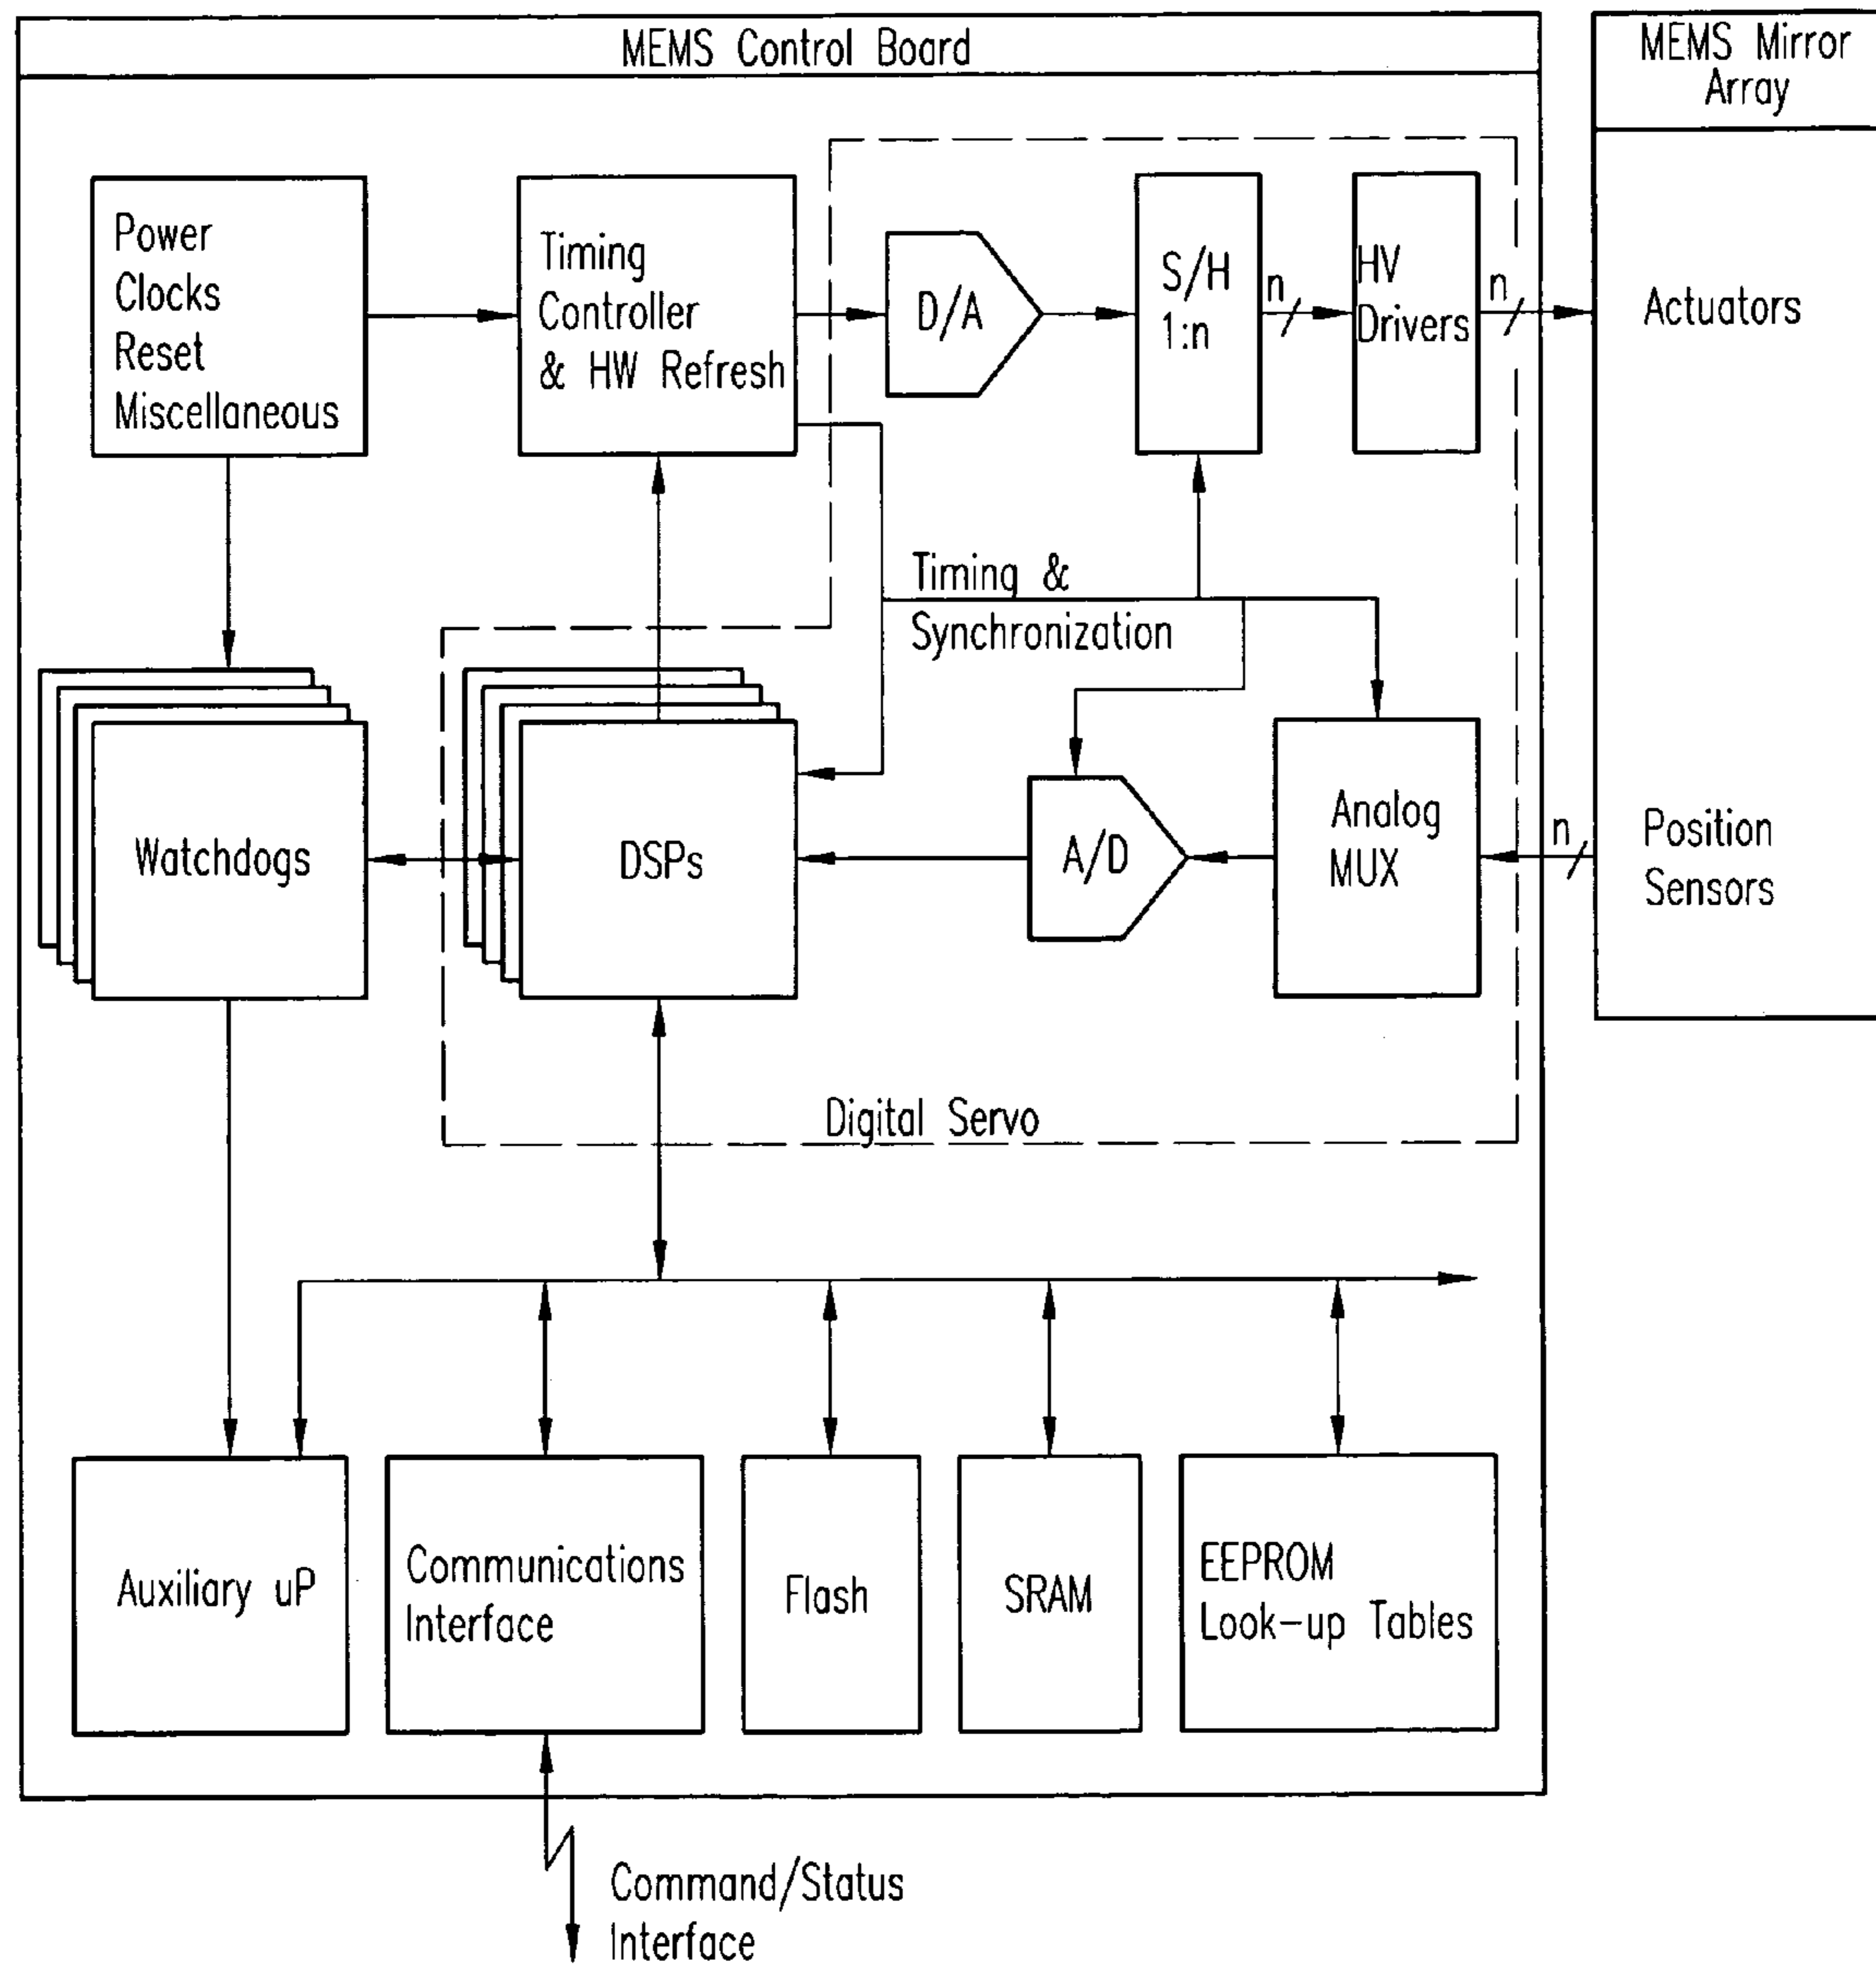 MEMS Control Board
MEMS Mirror
Array
Power
Clocks
Reset
Miscellaneous
Timing
Controller
& HW Refresh
D/A
S/H
1:n
n
HV
Drivers
n
Actuators
Timing &
Synchronization
Watchdogs
DSPs
A/D
Analog
MUX
n
Position
Sensors
Digital Servo
Auxiliary uP
Communications
Interface
Flash
SRAM
EEPROM
Look-up Tables
Command/Status
Interface